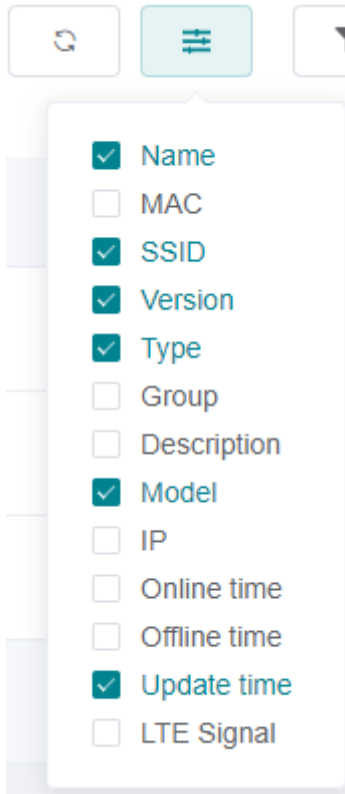 Name
MAC
SSID
Version
Type
Group
Description
Model
IP
Online time
Offline time
Update time
LTE Signal